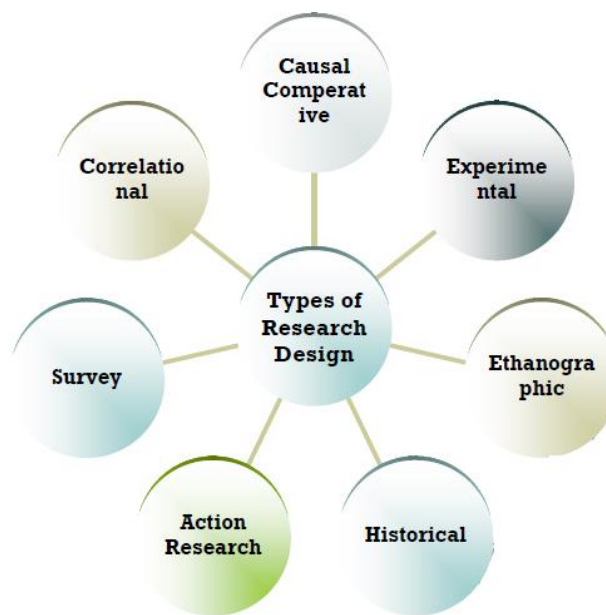 Causal
Comperat
ive
Correlatio
nal
Experime
ntal
Types of
Research
Design
Survey
Ethanogra
phic
Action
Research
Historical